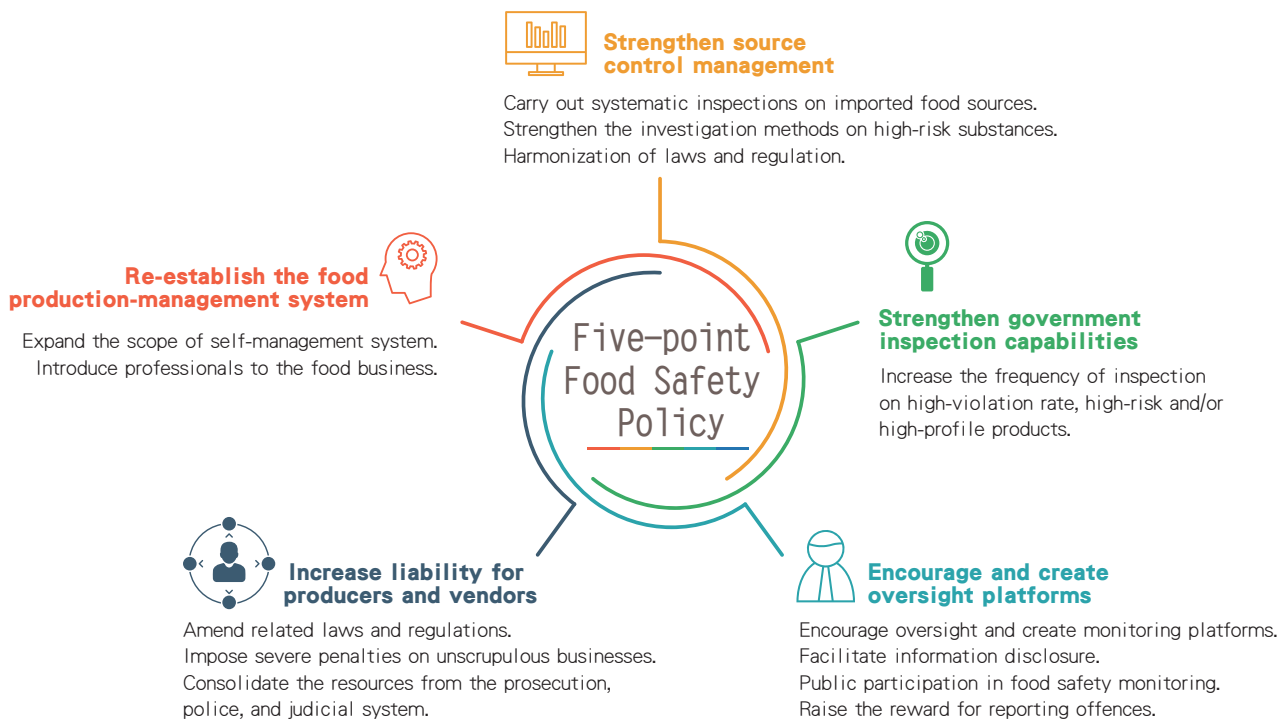 Strengthen source
control management
Carry out systematic inspections on imported food sources.
Strengthen the investigation methods on high-risk substances.
Harmonization of laws and regulation.
Re-establish the food
production-management system
Expand the scope of self-management system.
Introduce professionals to the food business.
Five-point
Food Safety
Policy
Strengthen government
inspection capabilities
Increase the frequency of inspection
on high-violation rate, high-risk and/or
high-profile products.
Increase liability for
producers and vendors
Amend related laws and regulations.
Impose severe penalties on unscrupulous businesses.
Consolidate the resources from the prosecution,
police, and judicial system.
Encourage and create
oversight platforms
Encourage oversight and create monitoring platforms.
Facilitate information disclosure.
Public participation in food safety monitoring.
Raise the reward for reporting offences.